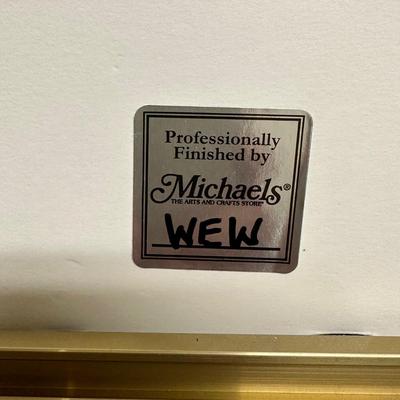 Professionally
Finished by
Michaels®
THE ARTS AND CRAFTS STORE®
WEW